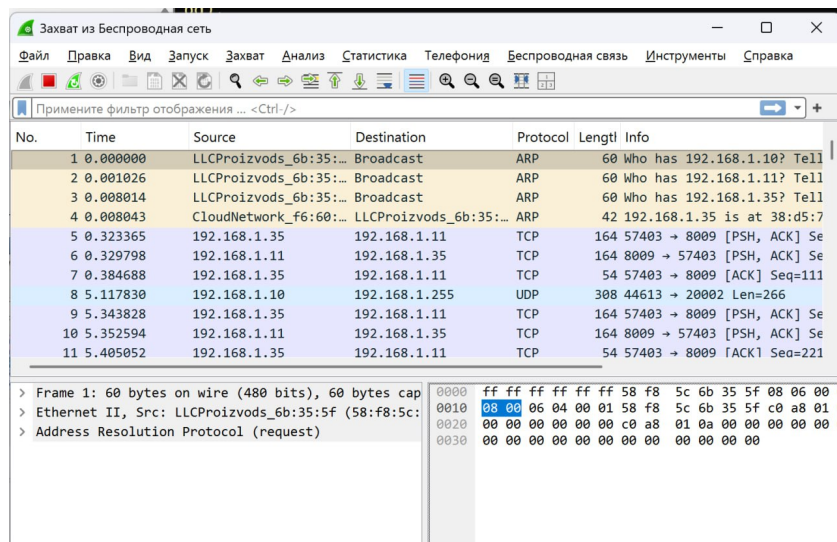 Захват из Беспроводная сеть
Файл Правка Вид Запуск Захват Анализ Статистика Телефония Беспроводная связь Инструменты Справка
Примените фильтр отображения ... <Ctrl-/>
No. Time Source Destination Protocol Lengtl Info
1 0.000000 LLCProizvods_6b:35:… Broadcast ARP 60 Who has 192.168.1.10? Tell
2 0.001026 LLCProizvods_6b:35:… Broadcast ARP 60 Who has 192.168.1.11? Tell
3 0.008014 LLCProizvods_6b:35:… Broadcast ARP 60 Who has 192.168.1.35? Tell
4 0.008043 CloudNetwork_f6:60:… LLCProizvods_6b:35:… ARP 42 192.168.1.35 is at 38:d5:7
5 0.323365 192.168.1.35 192.168.1.11 TCP 164 57403 → 8009 [PSH, ACK] Se
6 0.329798 192.168.1.11 192.168.1.35 TCP 164 8009 → 57403 [PSH, ACK] Se
7 0.384688 192.168.1.35 192.168.1.11 TCP 54 57403 → 8009 [ACK] Seq=111
8 5.117830 192.168.1.10 192.168.1.255 UDP 308 44613 → 20002 Len=266
9 5.343828 192.168.1.35 192.168.1.11 TCP 164 57403 → 8009 [PSH, ACK] Se
10 5.352594 192.168.1.11 192.168.1.35 TCP 164 8009 → 57403 [PSH, ACK] Se
11 5.405052 192.168.1.35 192.168.1.11 TCP 54 57403 → 8009 [ACK] Seq=221
> Frame 1: 60 bytes on wire (480 bits), 60 bytes cap
> Ethernet II, Src: LLCProizvods_6b:35:5f (58:f8:5c:
> Address Resolution Protocol (request)
0000 ff ff ff ff ff ff 58 f8 5c 6b 35 5f 08 06 00
0010 08 00 06 04 00 01 58 f8 5c 6b 35 5f c0 a8 01
0020 00 00 00 00 00 00 c0 a8 01 0a 00 00 00 00 00
0030 00 00 00 00 00 00 00 00 00 00 00 00